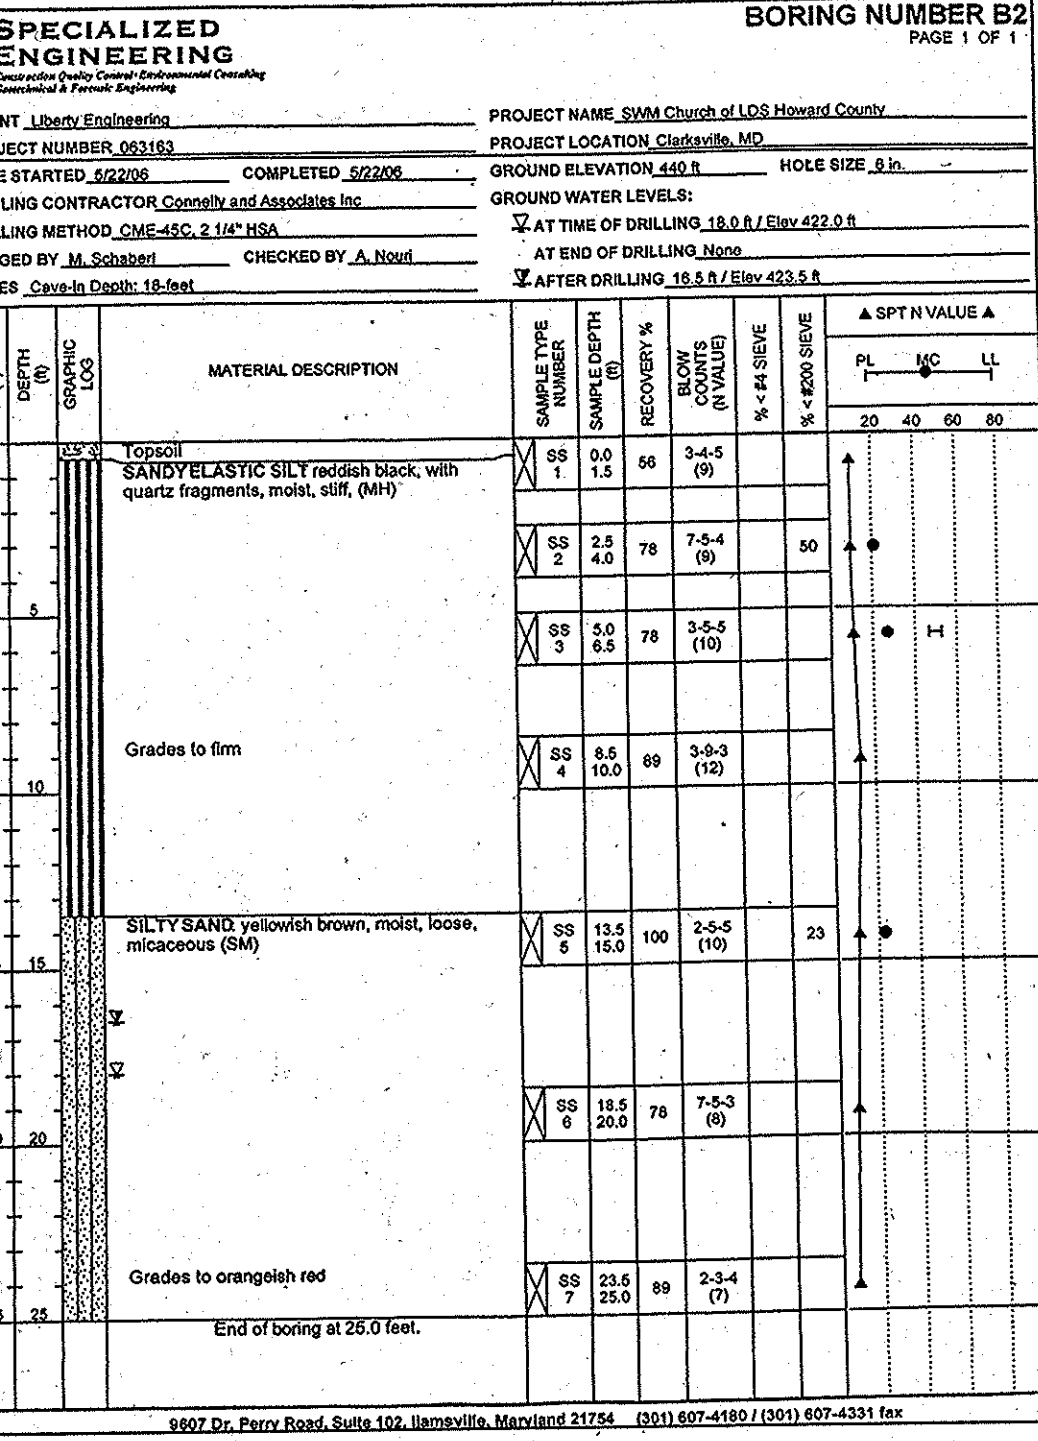 SPECIALIZED
ENGINEERING
Construction Quality Control • Environmental Consulting
Geotechnical & Forensic Engineering
BORING NUMBER B2
PAGE 1 OF 1
NT Liberty Engineering
PROJECT NAME SWM Church of LDS Howard County
JECT NUMBER 063163
PROJECT LOCATION Clarksville, MD
E STARTED 5/22/06 COMPLETED 5/22/06
GROUND ELEVATION 440 ft HOLE SIZE 6 in.
LING CONTRACTOR Connelly and Associates Inc
GROUND WATER LEVELS:
LING METHOD CME-45C, 2 1/4" HSA
AT TIME OF DRILLING 18.0 ft / Elev 422.0 ft
GED BY M. Schaberl CHECKED BY A. Nouri
AT END OF DRILLING None
ES Cave-In Depth: 18-feet
AFTER DRILLING 16.5 ft / Elev 423.5 ft
DEPTH (ft)
GRAPHIC LOG
MATERIAL DESCRIPTION
SAMPLE TYPE NUMBER
SAMPLE DEPTH (ft)
RECOVERY %
BLOW COUNTS (N VALUE)
% < #4 SIEVE
% < #200 SIEVE
▲ SPT N VALUE ▲
PL MC LL
20 40 60 80
Topsoil
SANDY ELASTIC SILT reddish black, with
quartz fragments, moist, stiff, (MH)
SS 1 0.0 1.5 56 3-4-5 (9)
SS 2 2.5 4.0 78 7-5-4 (9) 50
5
SS 3 5.0 6.5 78 3-5-5 (10)
Grades to firm
SS 4 8.5 10.0 89 3-9-3 (12)
10
SILTY SAND yellowish brown, moist, loose,
micaceous (SM)
SS 5 13.5 15.0 100 2-5-5 (10) 23
15
SS 6 18.5 20.0 78 7-5-3 (8)
20
Grades to orangeish red
SS 7 23.5 25.0 89 2-3-4 (7)
25
End of boring at 25.0 feet.
9607 Dr. Perry Road, Suite 102, Ijamsville, Maryland 21754 (301) 607-4180 / (301) 607-4331 fax